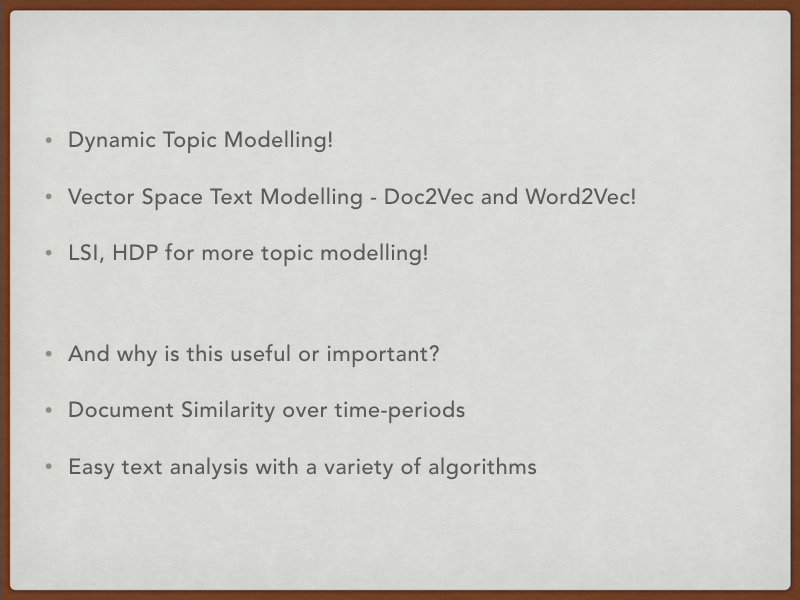 • Dynamic Topic Modelling!
• Vector Space Text Modelling - Doc2Vec and Word2Vec!
• LSI, HDP for more topic modelling!
• And why is this useful or important?
• Document Similarity over time-periods
• Easy text analysis with a variety of algorithms